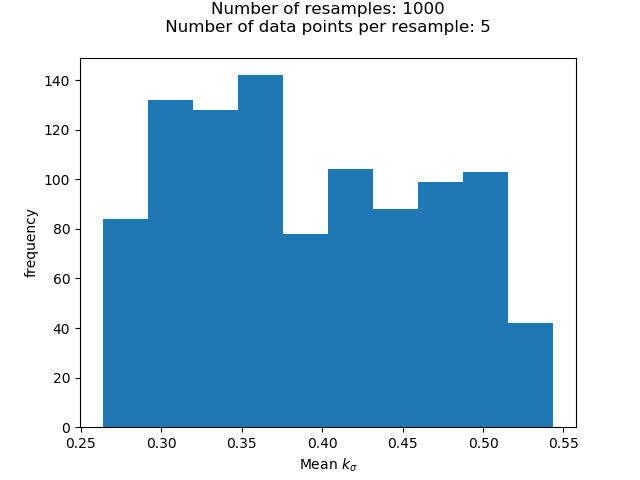 Number of resamples: 1000
Number of data points per resample: 5
140
120
100
80
60
40
20
0
frequency
0.25 0.30 0.35 0.40 0.45 0.50 0.55
Mean kσ